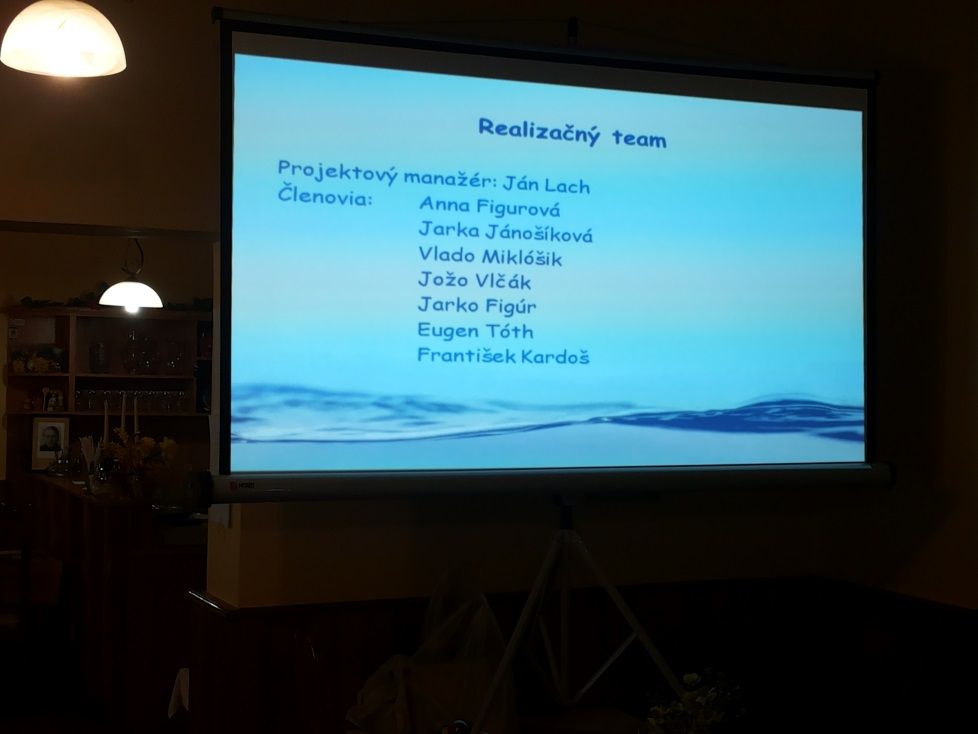 Realizačný team
Projektový manažér: Ján Lach
Členovia: Anna Figurová
Jarka Jánošíková
Vlado Miklóšik
Jožo Vlčák
Jarko Figúr
Eugen Tóth
František Kardoš